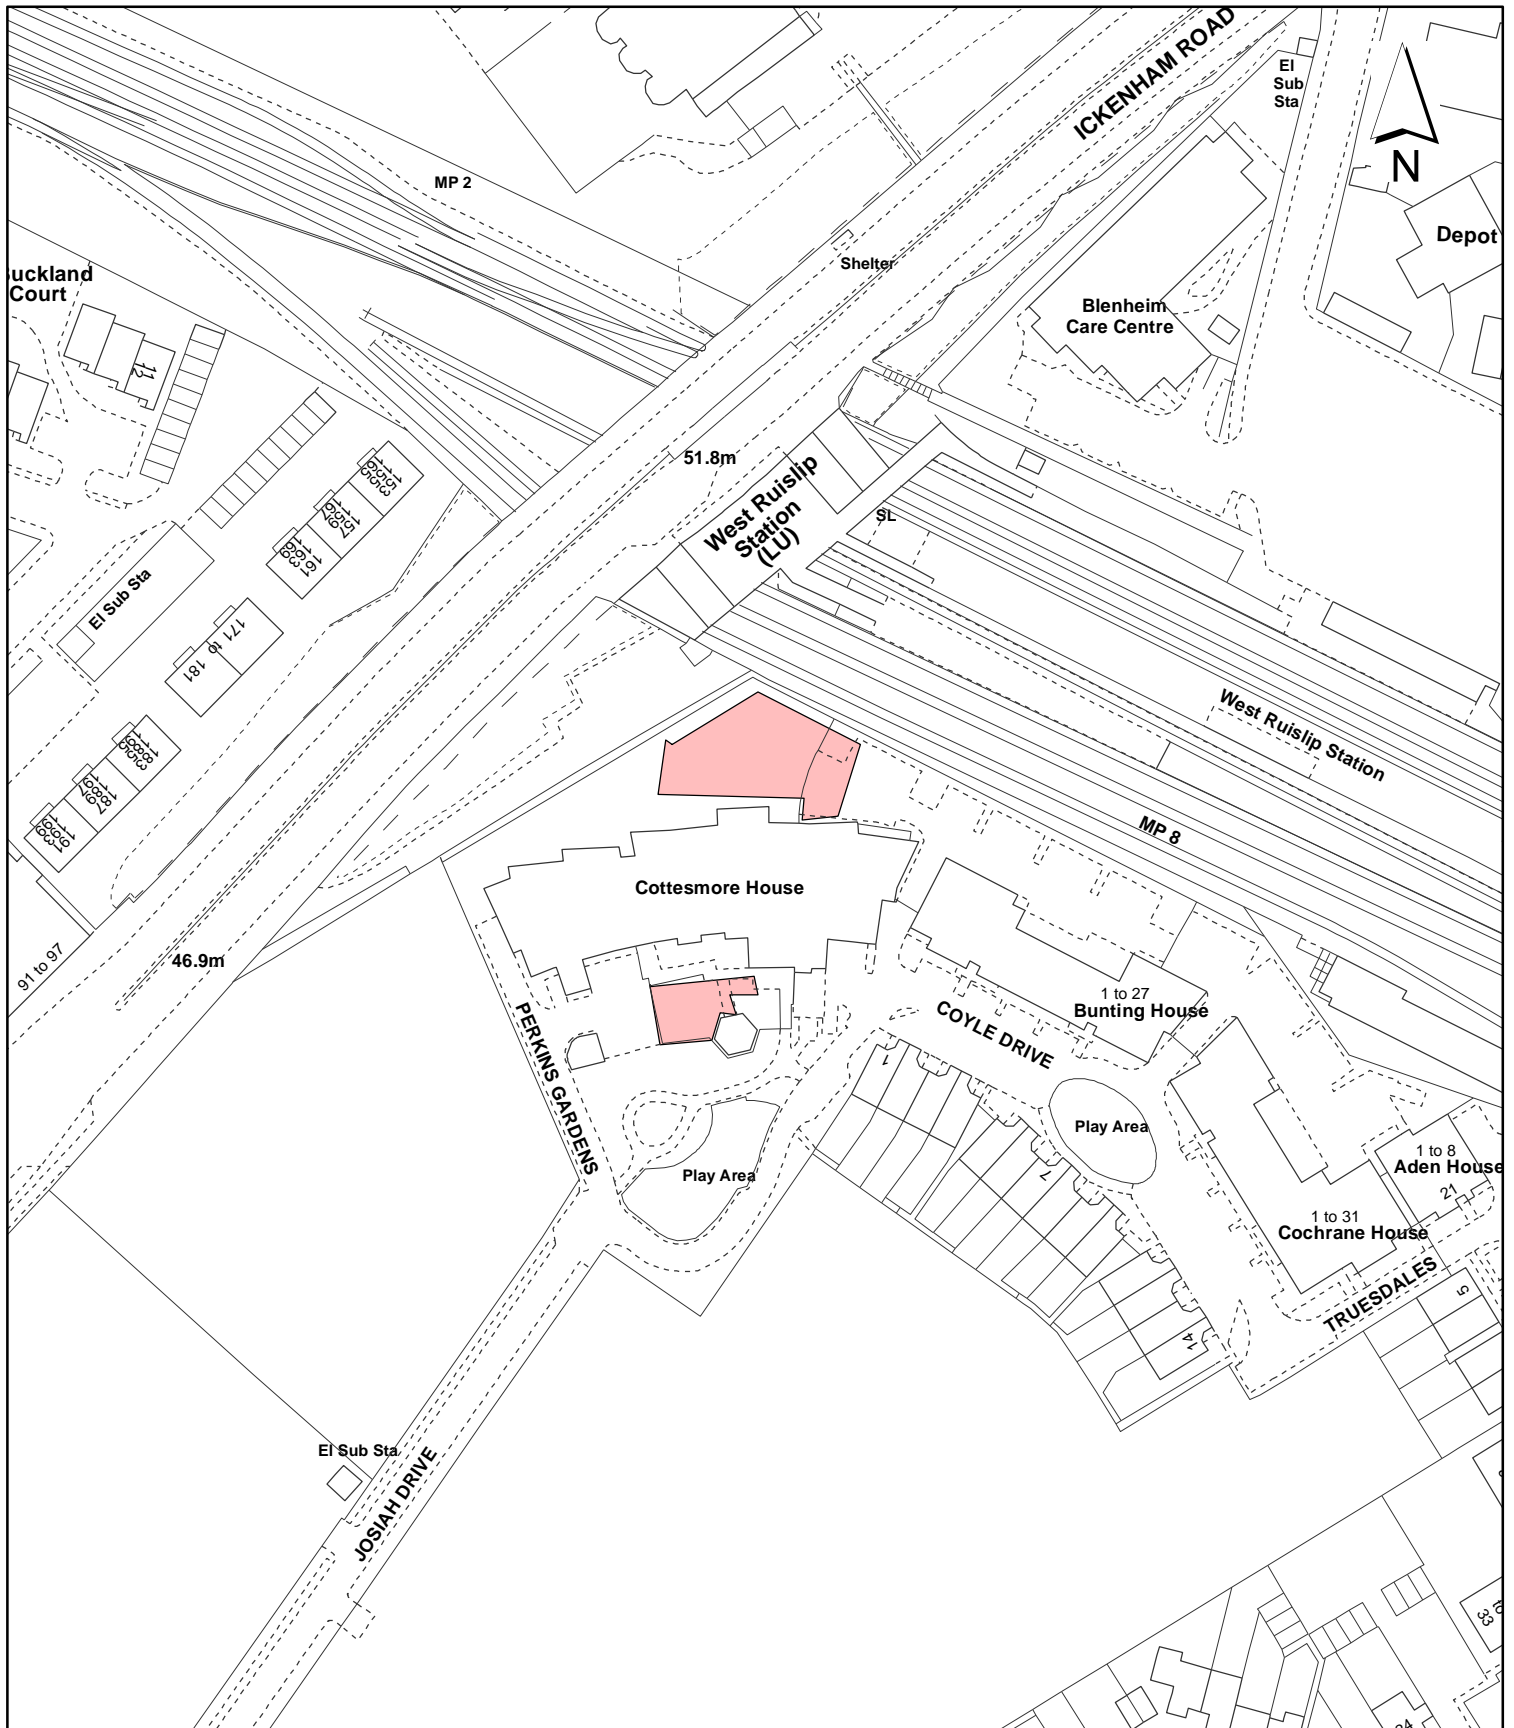 ICKENHAM ROAD
El
Sub
Sta
N
MP 2
Depot
Shelter
Court
Blenheim
Care Centre
51.8m
West Ruislip
Station
(LU)
SL
El Sub Sta
171 to 181
West Ruislip Station
MP 8
Cottesmore House
46.9m
91 to 97
PERKINS GARDENS
COYLE DRIVE
1 to 27
Bunting House
1
Play Area
7
Play Area
1 to 8
Aden House
21
1 to 31
Cochrane House
TRUESDALES
5
14
El Sub Sta
JOSIAH DRIVE
33